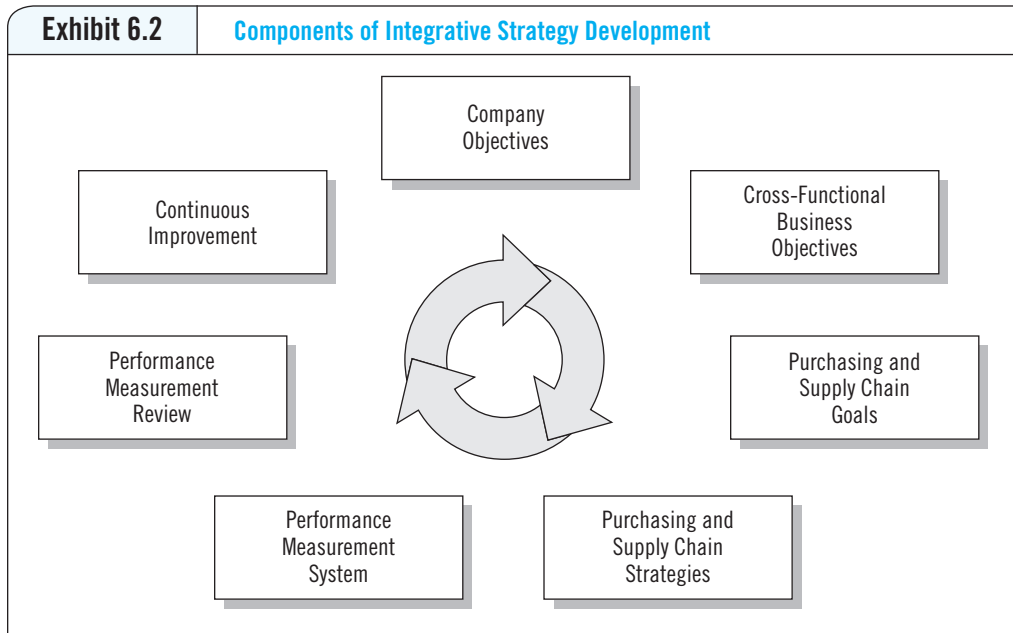 Exhibit 6.2
Components of Integrative Strategy Development
Company
Objectives
Cross-Functional
Business
Objectives
Purchasing and
Supply Chain
Goals
Purchasing and
Supply Chain
Strategies
Performance
Measurement
System
Performance
Measurement
Review
Continuous
Improvement